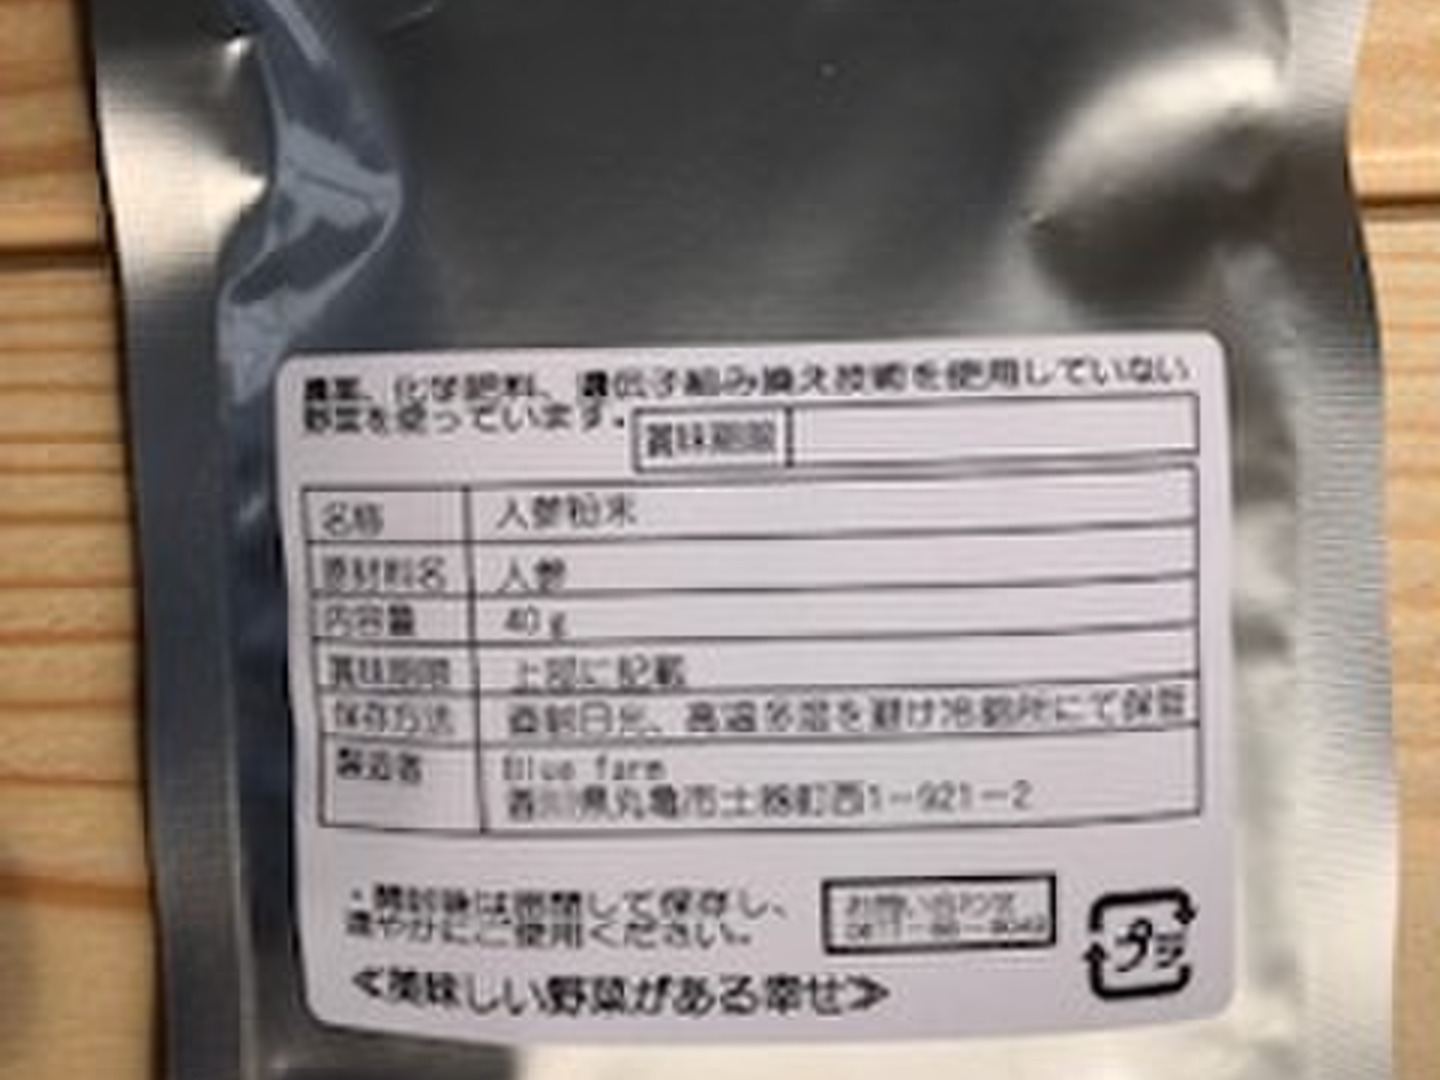 農薬、化学肥料、遺伝子組み換え技術を使用していない
野菜を使っています。
賞味期限
名称 人参粉末
原材料名 人参
内容量 40g
賞味期限 上部に記載
保存方法 直射日光、高温多湿を避け冷暗所にて保管
製造者 Blue farm
香川県丸亀市土器町西1-921-2
・開封後は密閉して保存し、
速やかにご使用ください。
お問い合わせ
≪美味しい野菜がある幸せ≫
プラ